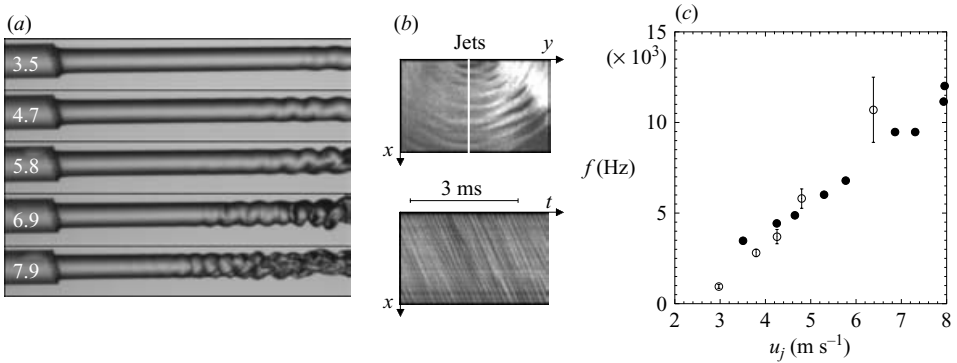 (a)
3.5
4.7
5.8
6.9
7.9
(b)
Jets
y
x
3 ms
t
x
(c)
15
(× 10³)
10
f (Hz)
5
0
2 3 4 5 6 7 8
u_j (m s⁻¹)